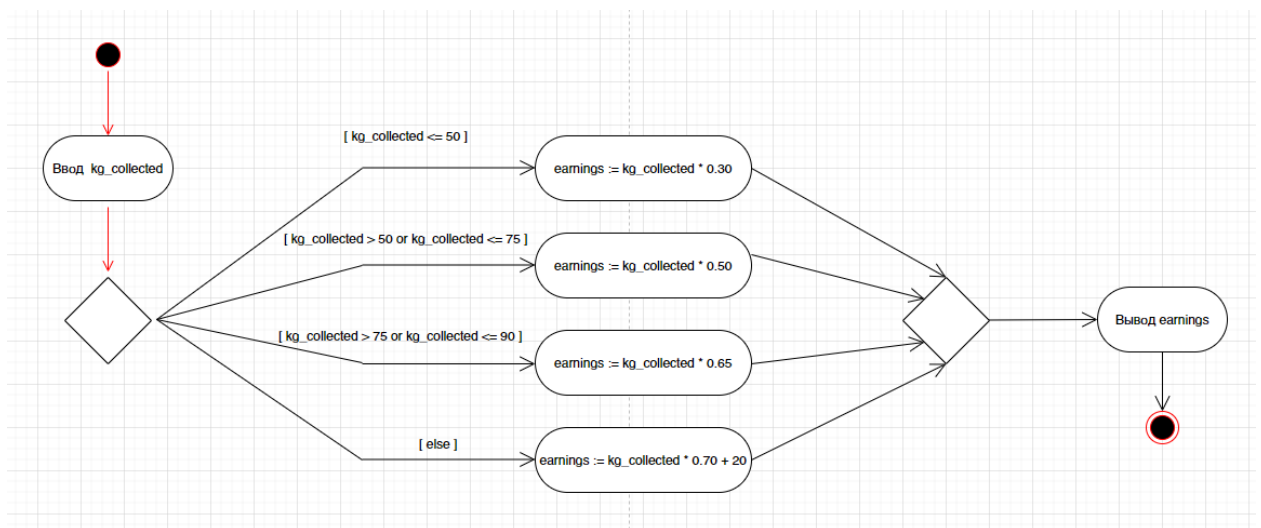 Ввод kg_collected
[ kg_collected <= 50 ]
earnings := kg_collected * 0.30
[ kg_collected > 50 or kg_collected <= 75 ]
earnings := kg_collected * 0.50
[ kg_collected > 75 or kg_collected <= 90 ]
earnings := kg_collected * 0.65
[ else ]
earnings := kg_collected * 0.70 + 20
Вывод earnings